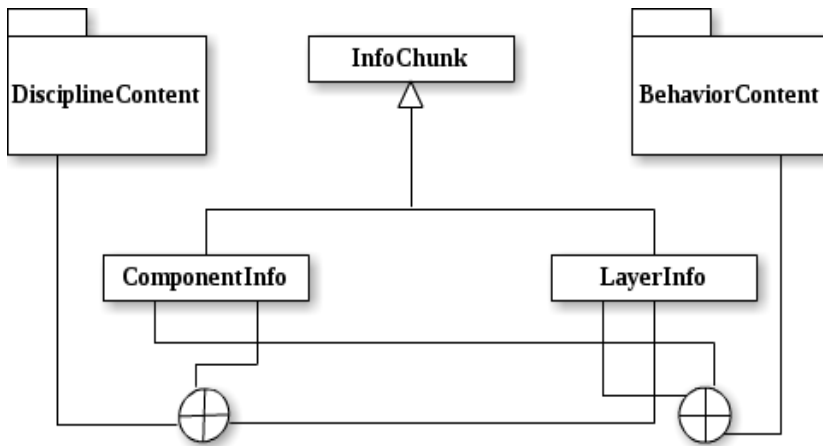 InfoChunk
DisciplineContent
BehaviorContent
ComponentInfo
LayerInfo